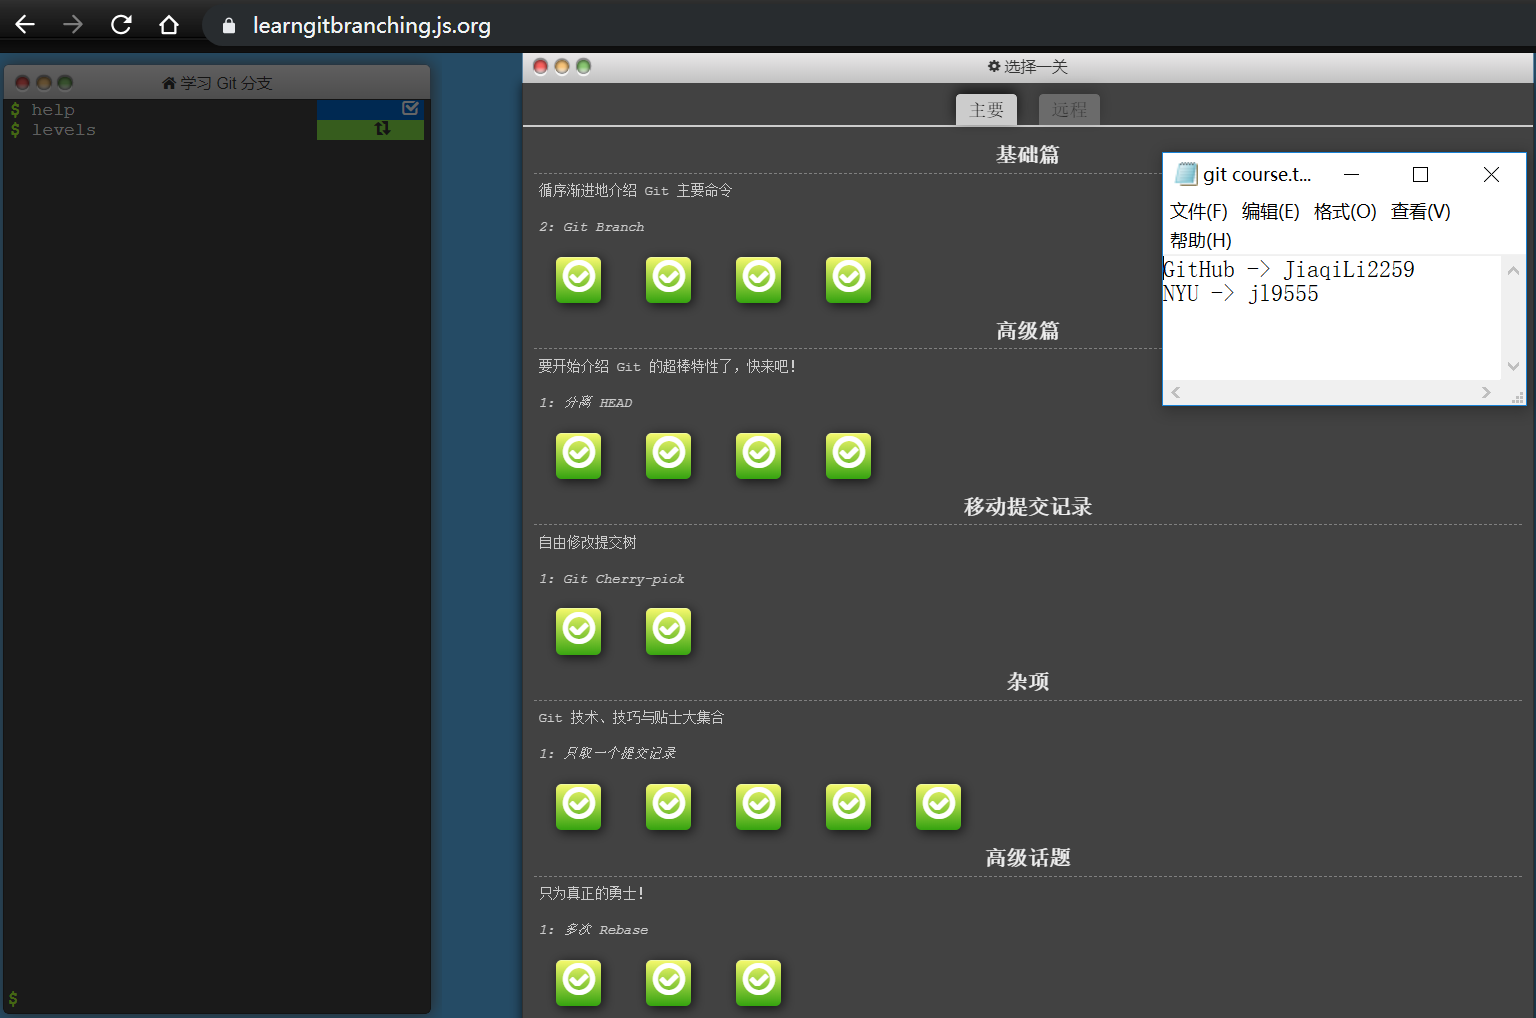 learngitbranching.js.org
学习 Git 分支
$ help
$ levels
$
选择一关
主要 远程
基础篇
循序渐进地介绍 Git 主要命令
2: Git Branch
高级篇
要开始介绍 Git 的超棒特性了，快来吧！
1: 分离 HEAD
移动提交记录
自由修改提交树
1: Git Cherry-pick
杂项
Git 技术、技巧与贴士大集合
1: 只取一个提交记录
高级话题
只为真正的勇士！
1: 多次 Rebase
git course.t...
文件(F) 编辑(E) 格式(O) 查看(V)
帮助(H)
GitHub -> JiaqiLi2259
NYU -> jl9555